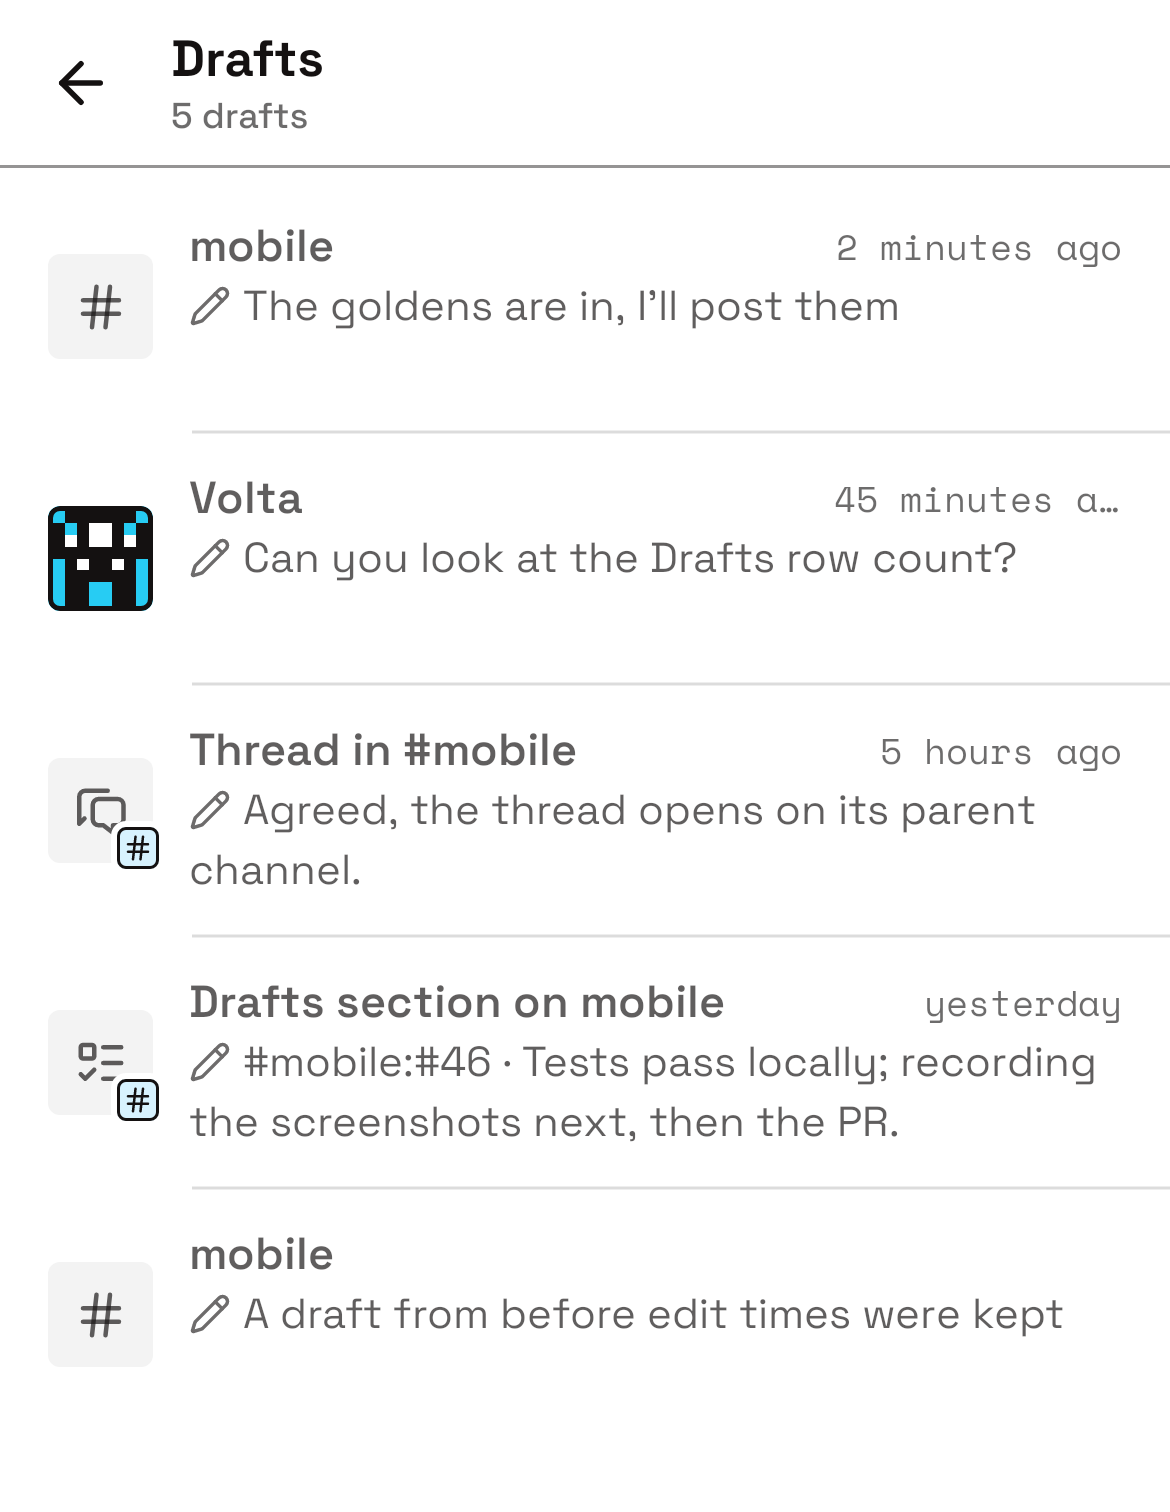 Drafts
5 drafts
mobile
2 minutes ago
#
The goldens are in, I'll post them
Volta
45 minutes a…
Can you look at the Drafts row count?
Thread in #mobile
5 hours ago
Agreed, the thread opens on its parent
#
channel.
Drafts section on mobile
yesterday
#mobile:#46 · Tests pass locally; recording
#
the screenshots next, then the PR.
mobile
#
A draft from before edit times were kept